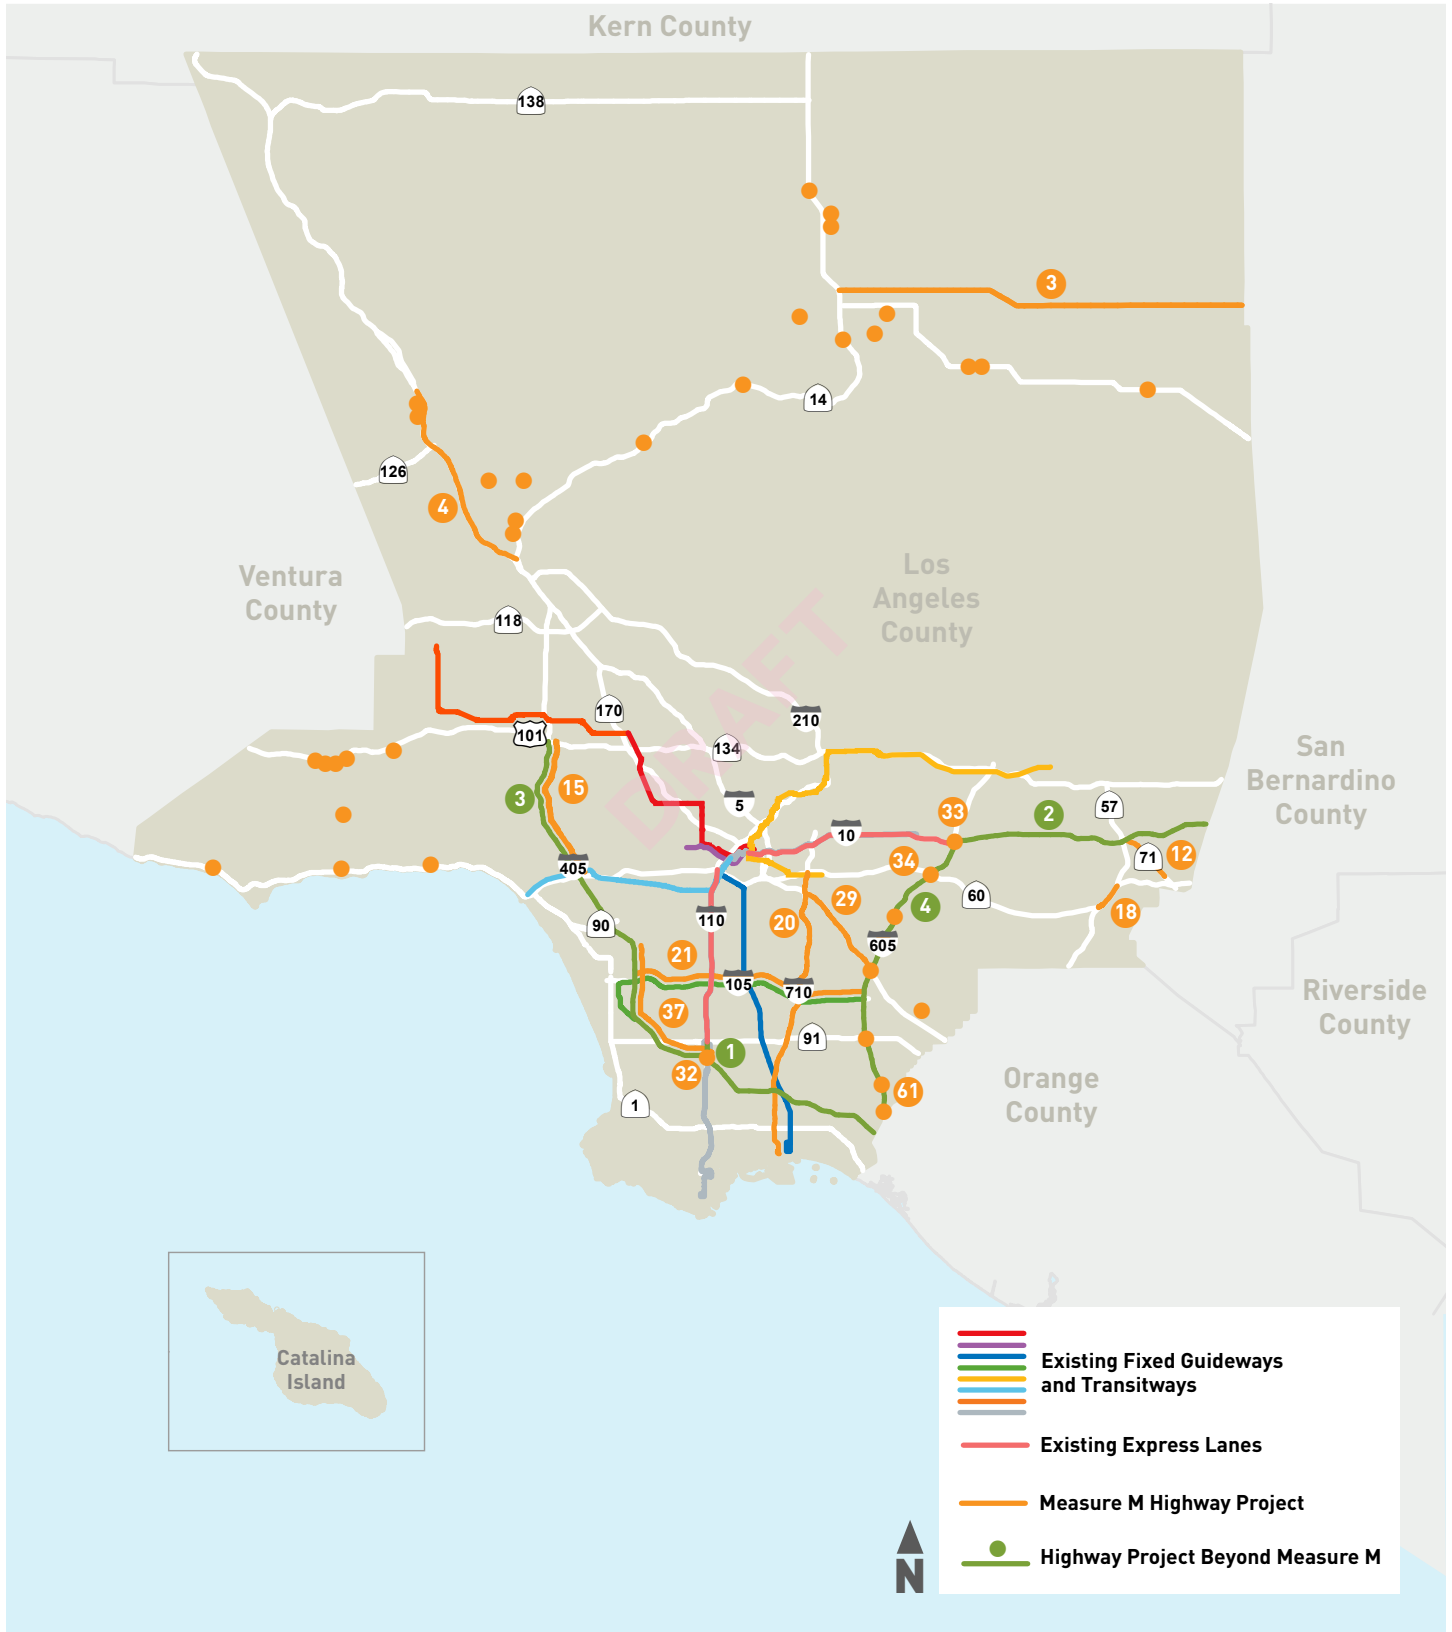 Kern County
138
3
14
126
4
Los
Angeles
County
Ventura
County
118
DRAFT
170
210
101
134
San
Bernardino
County
3
15
5
57
33
2
10
34
71
12
405
60
4
18
29
20
110
90
605
21
105
710
Riverside
County
37
91
1
32
Orange
County
61
1
Catalina
Island
Existing Fixed Guideways
and Transitways
Existing Express Lanes
Measure M Highway Project
Highway Project Beyond Measure M
N